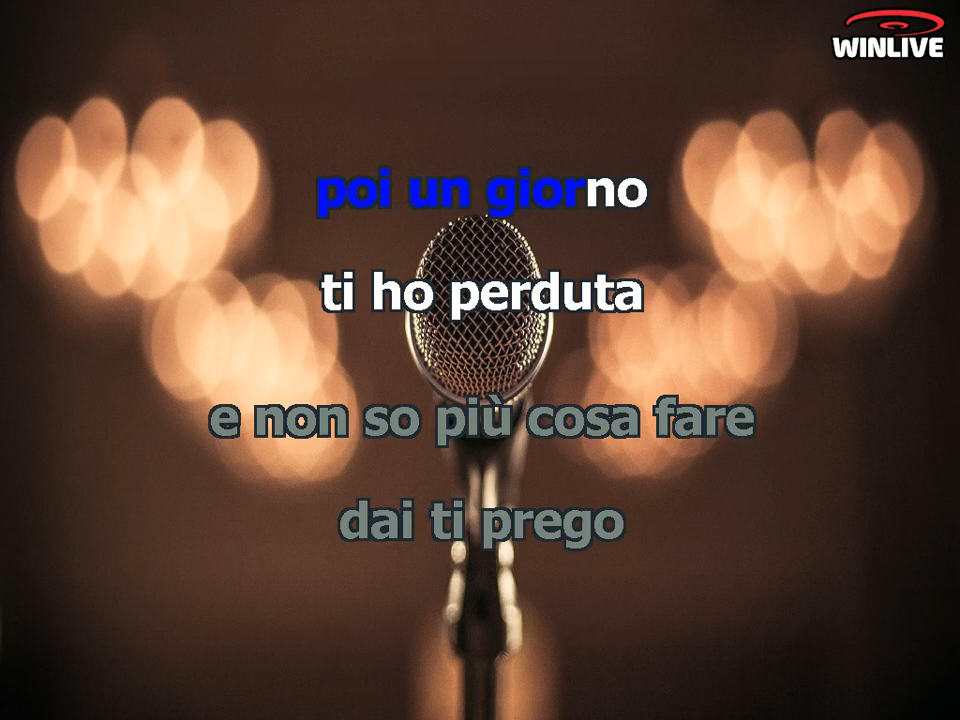 WINLIVE
poi un giorno
ti ho perduta
e non so più cosa fare
dai ti prego